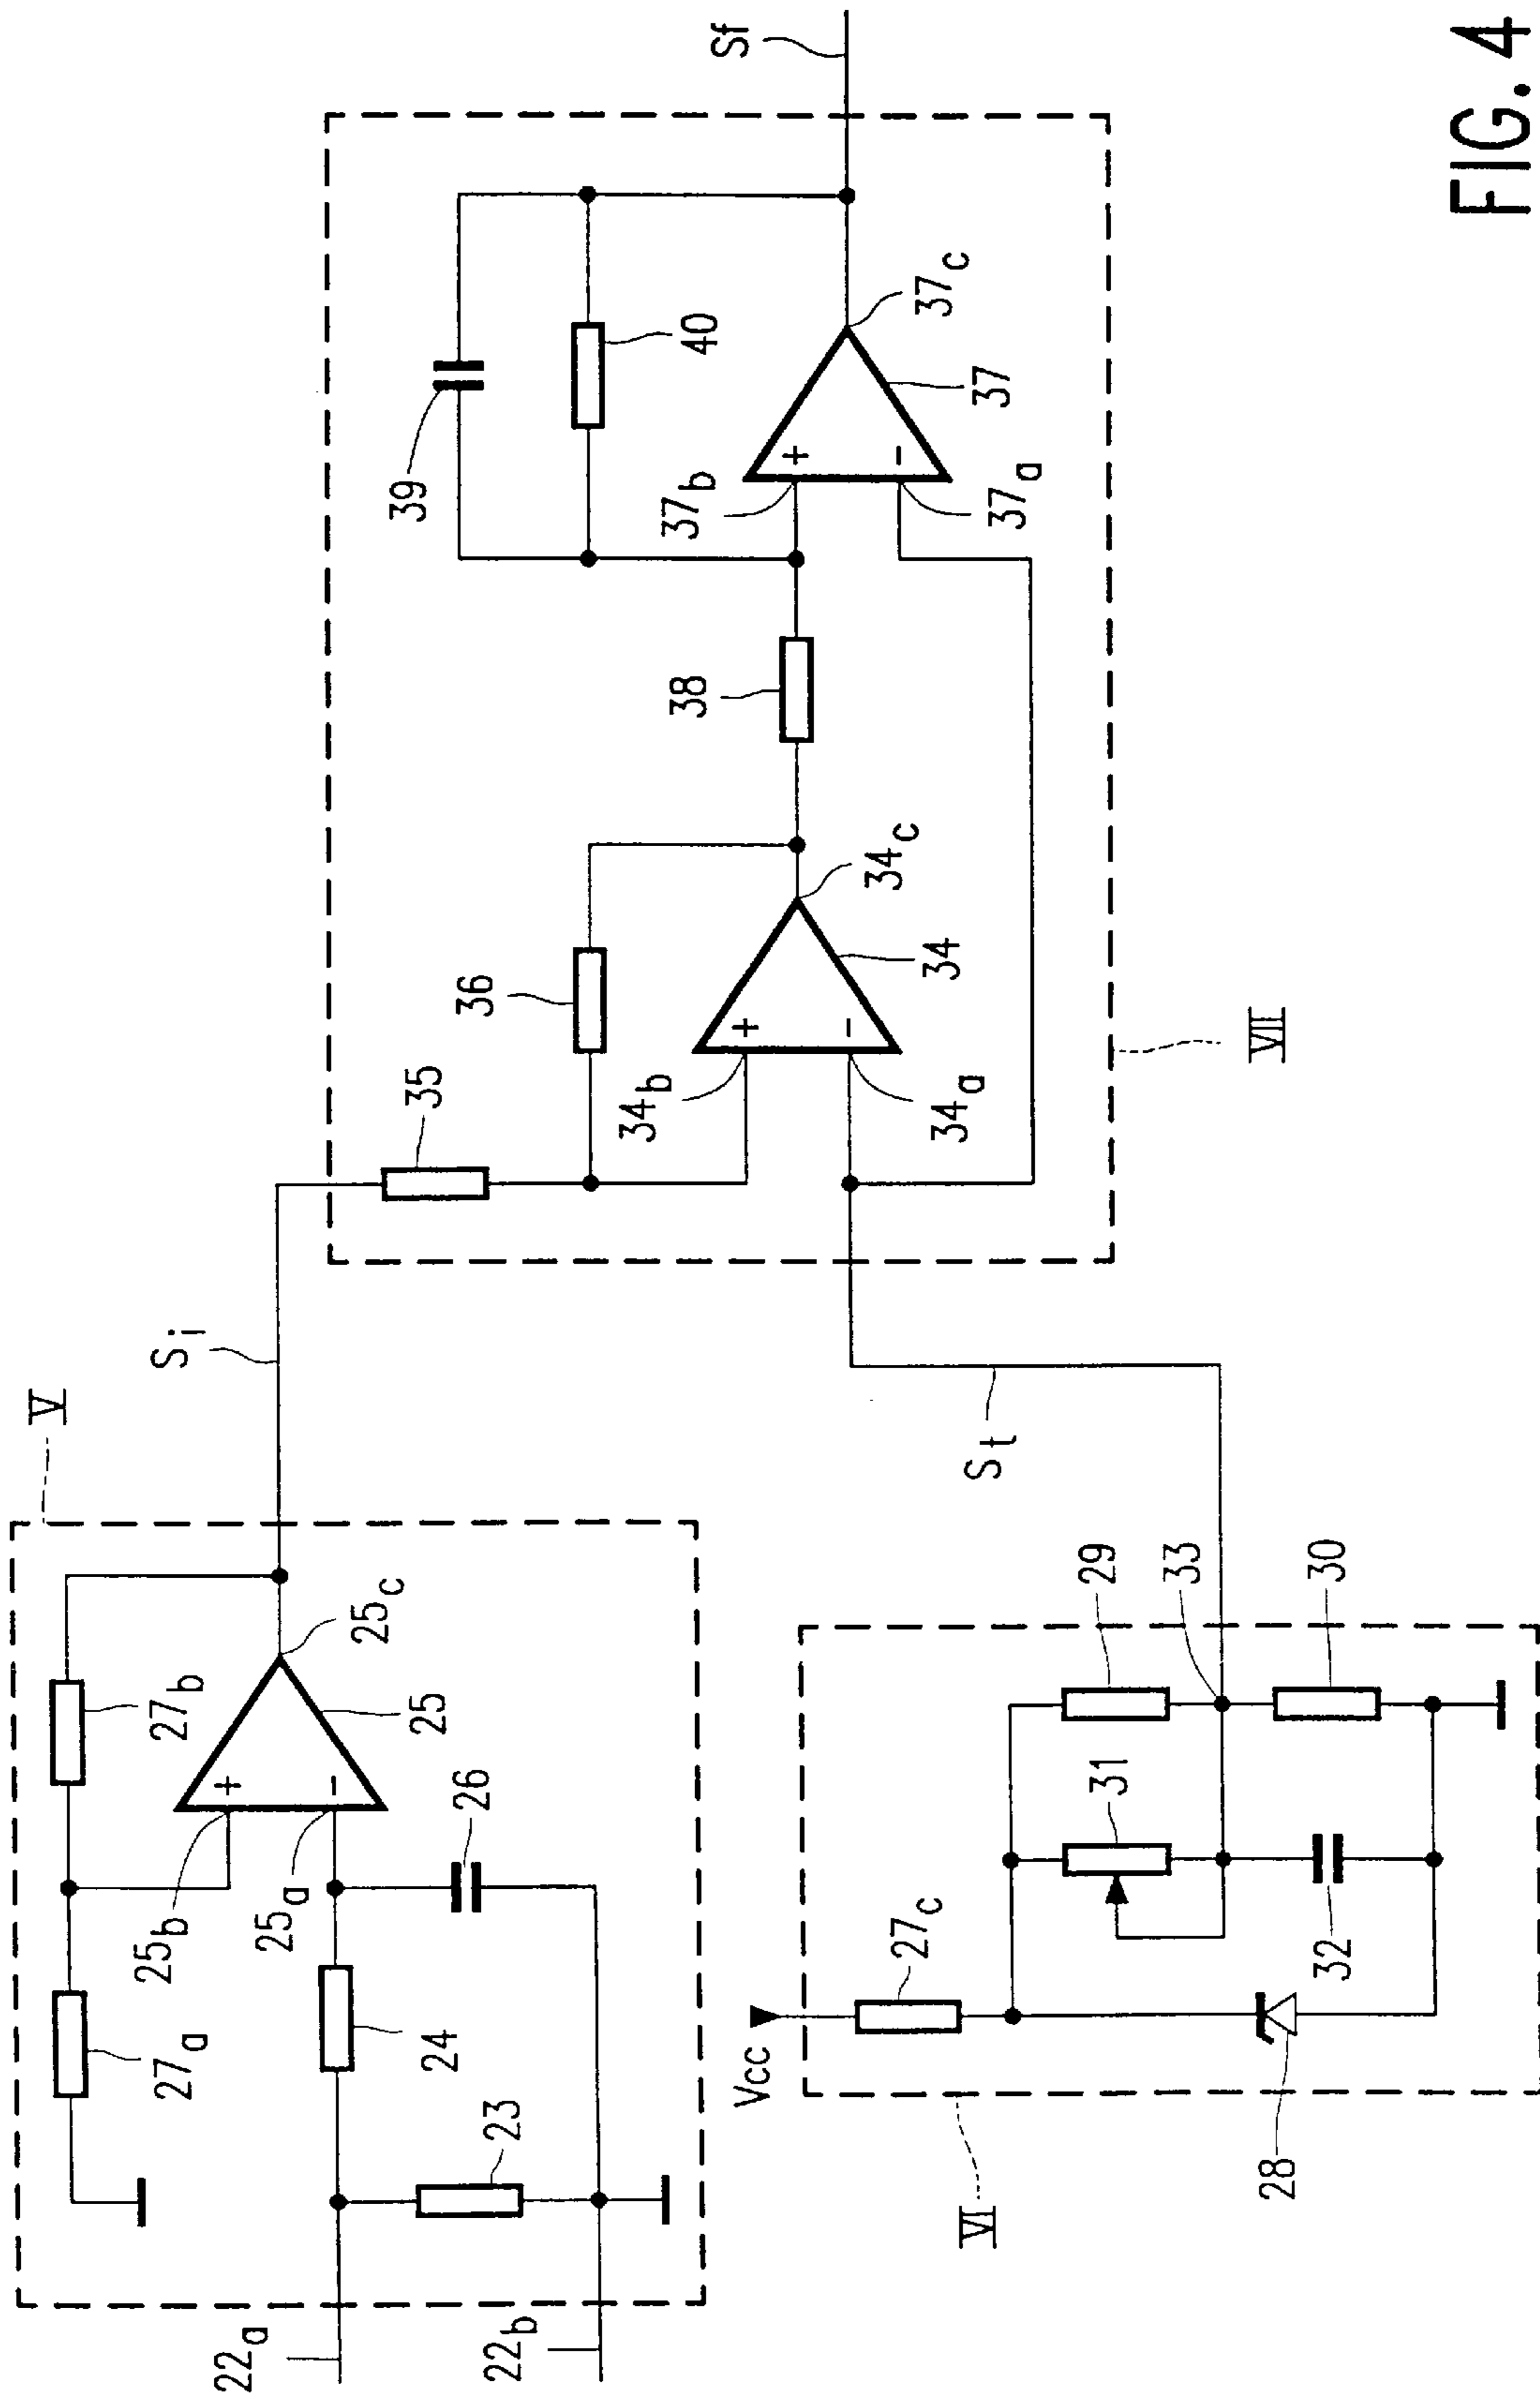 FIG. 4
Sf
39
40
37b
37c
37
37a
38
36
35
34b
34c
34
34a
VII
Si
St
V
27b
25c
25
27a
25b
25a
26
24
23
22a
22b
Vcc
27c
31
29
33
30
32
28
VI
+
-
+
-
+
-